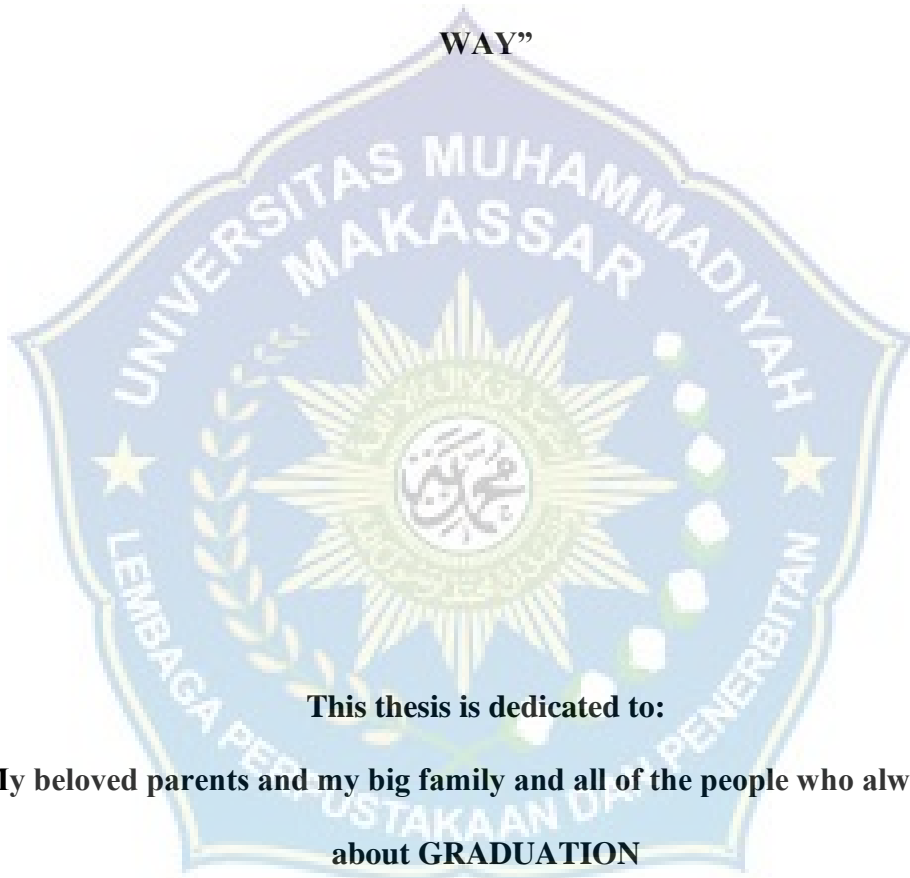 WAY”
UNIVERSITAS MUHAMMADIYAH
MAKASSAR
This thesis is dedicated to:
My beloved parents and my big family and all of the people who alw
about GRADUATION
LEMBAGA PERPUSTAKAAN DAN PENERBITAN